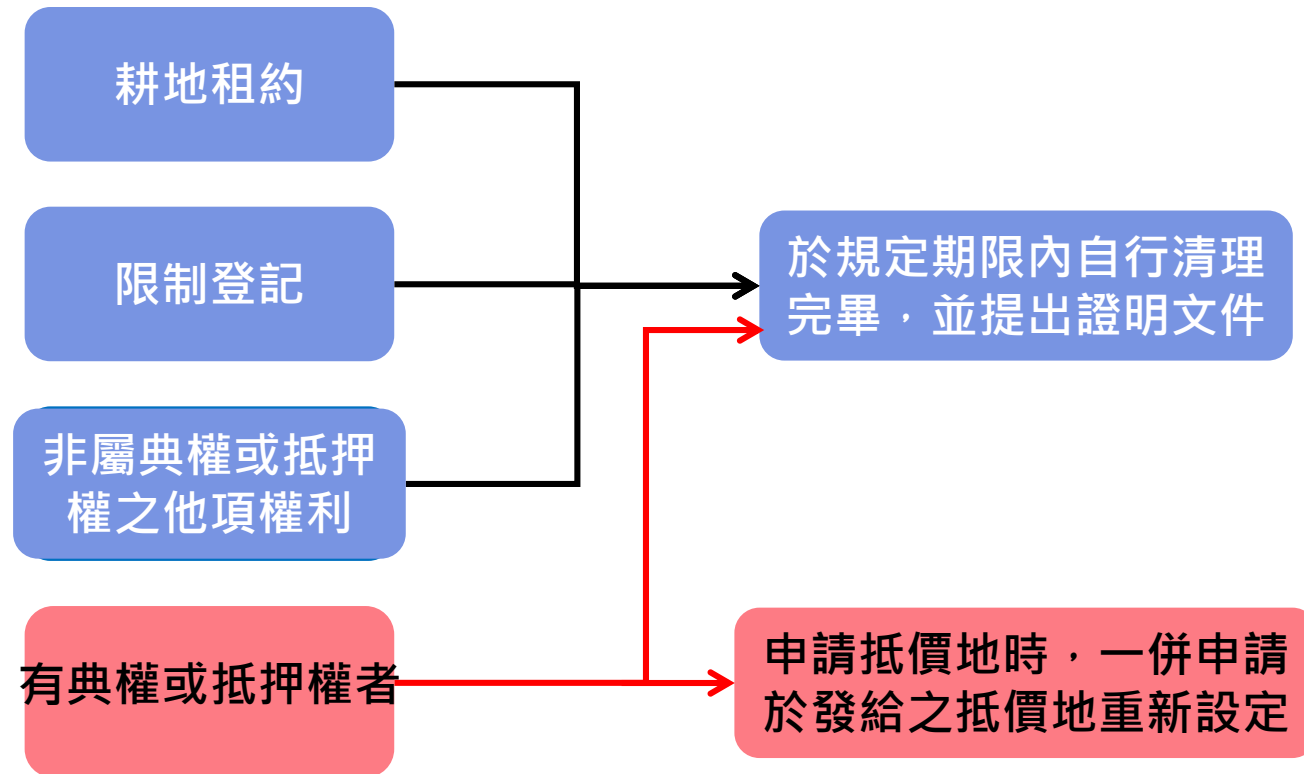 耕地租約
限制登記
於規定期限內自行清理
完畢，並提出證明文件
非屬典權或抵押
權之他項權利
有典權或抵押權者
申請抵價地時，一併申請
於發給之抵價地重新設定